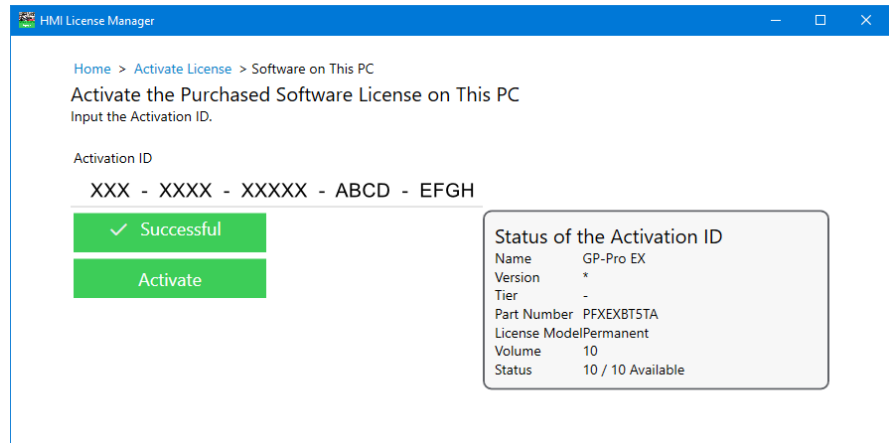 HMI License Manager
Home > Activate License > Software on This PC
Activate the Purchased Software License on This PC
Input the Activation ID.
Activation ID
XXX - XXXX - XXXXX - ABCD - EFGH
Successful
Activate
Status of the Activation ID
Name GP-Pro EX
Version *
Tier -
Part Number PFXEXBT5TA
License Model Permanent
Volume 10
Status 10 / 10 Available